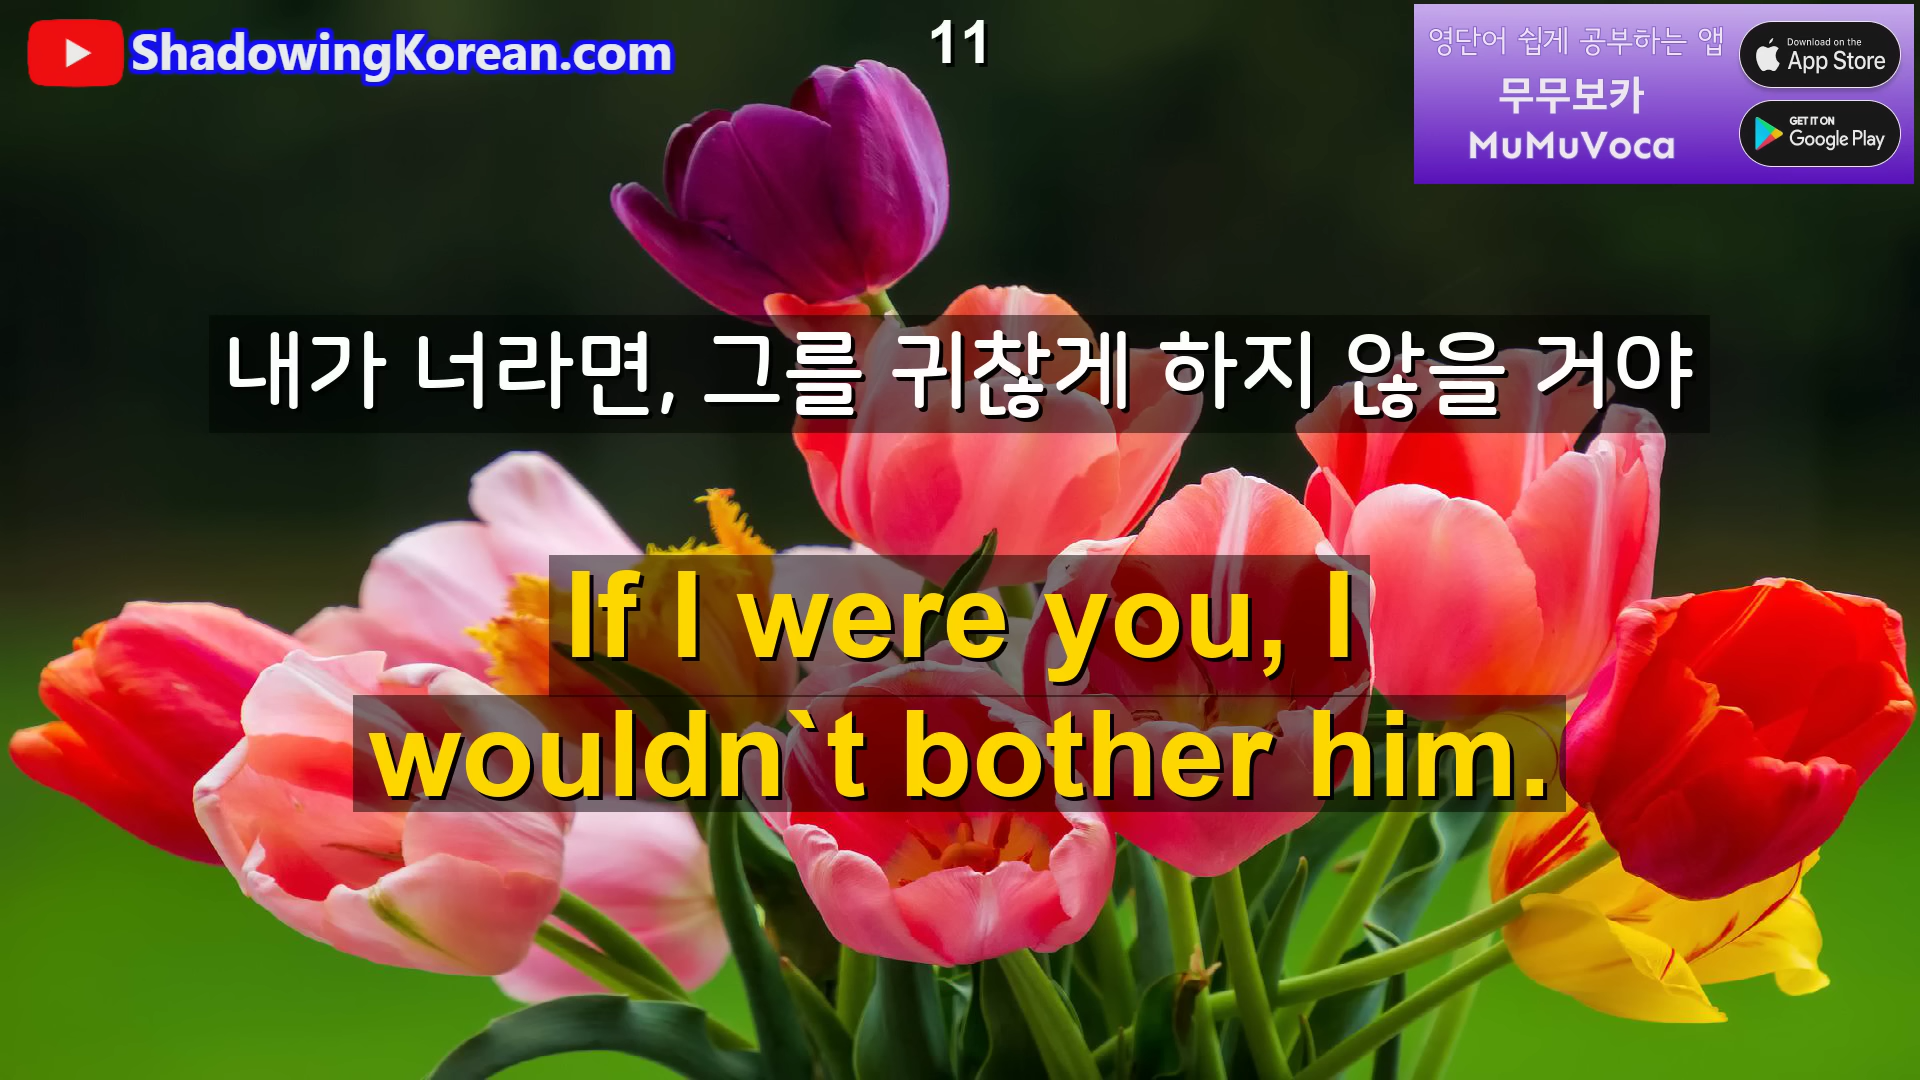 ShadowingKorean.com
11
영단어 쉽게 공부하는 앱
무무보카
MuMuVoca
Download on the
App Store
GET IT ON
Google Play
내가 너라면, 그를 귀찮게 하지 않을 거야
If I were you, I
wouldn`t bother him.